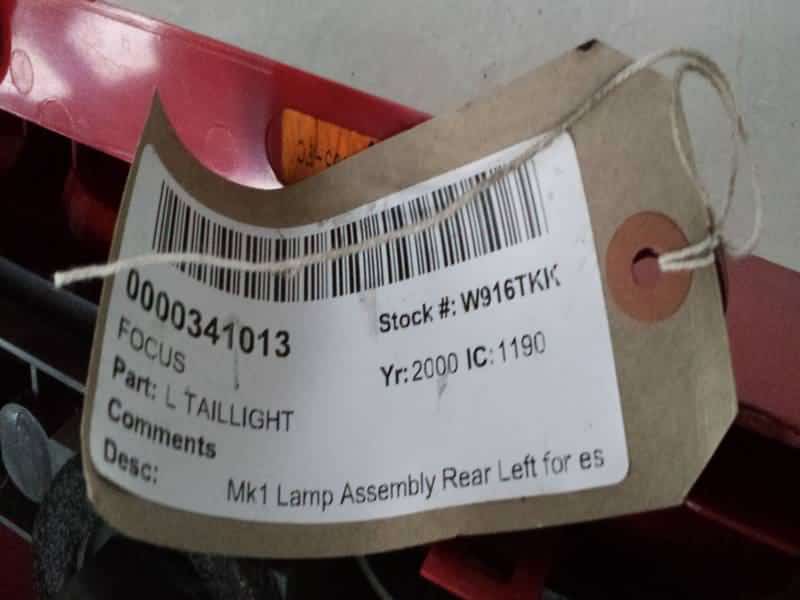 0000341013
Stock #: W916TKK
FOCUS
Yr: 2000 IC: 1190
Part: L TAILLIGHT
Comments
Desc: Mk1 Lamp Assembly Rear Left for es